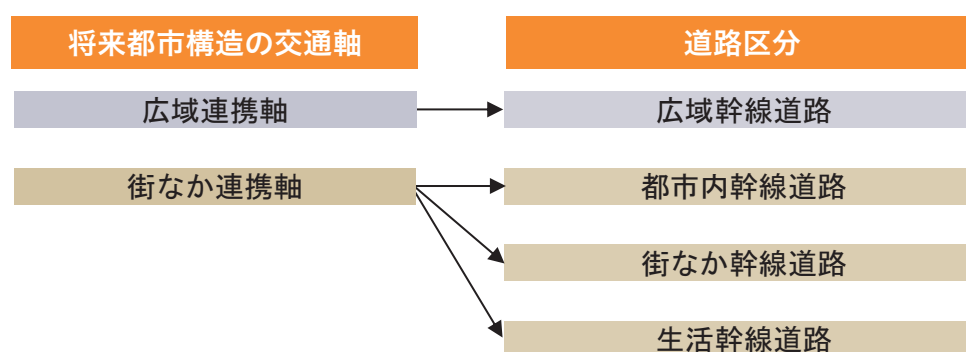 将来都市構造の交通軸
道路区分
広域連携軸
広域幹線道路
街なか連携軸
都市内幹線道路
街なか幹線道路
生活幹線道路